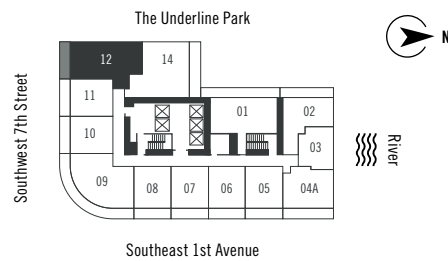 The Underline Park
N
12
14
Southwest 7th Street
11
01
02
10
03
River
09
08
07
06
05
04A
Southeast 1st Avenue